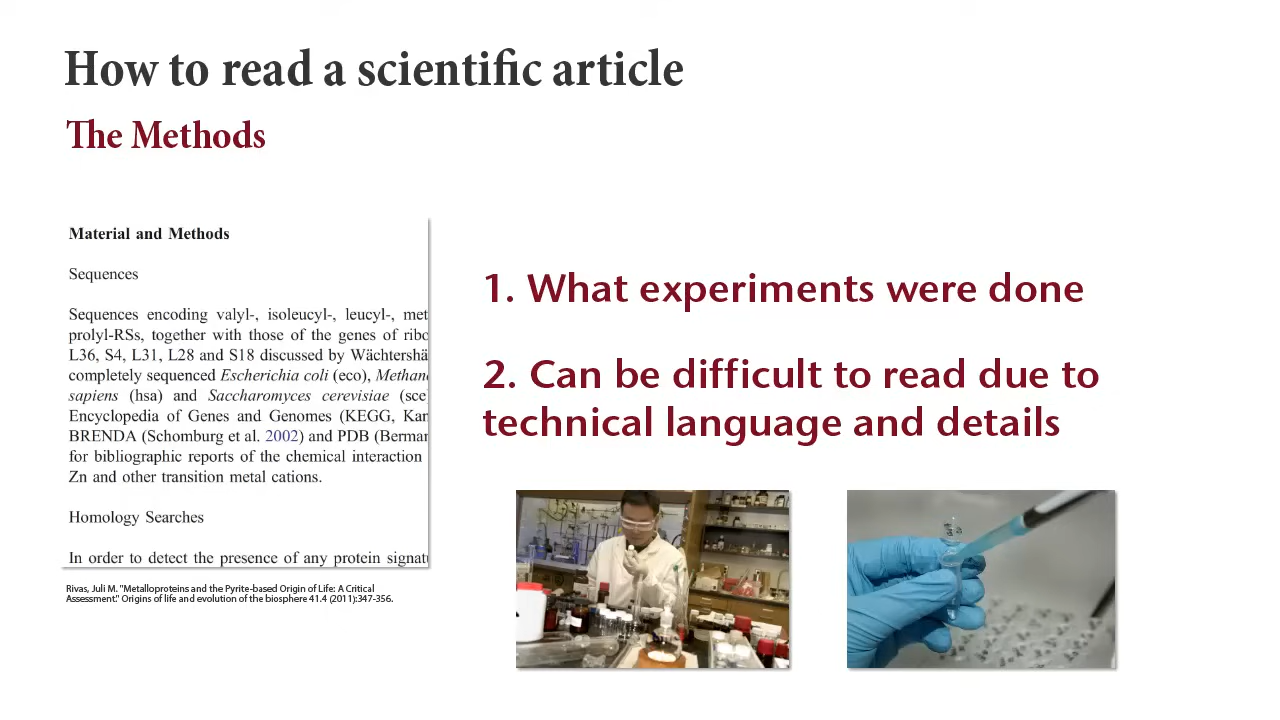 How to read a scientific article
The Methods
Material and Methods
Sequences
Sequences encoding valyl-, isoleucyl-, leucyl-, met
prolyl-RSs, together with those of the genes of ribo
L36, S4, L31, L28 and S18 discussed by Wächtershä
completely sequenced Escherichia coli (eco), Methano
sapiens (hsa) and Saccharomyces cerevisiae (sce
Encyclopedia of Genes and Genomes (KEGG, Kan
BRENDA (Schomburg et al. 2002) and PDB (Berman
for bibliographic reports of the chemical interaction
Zn and other transition metal cations.
Homology Searches
In order to detect the presence of any protein signatu
Rivas, Juli M. "Metalloproteins and the Pyrite-based Origin of Life: A Critical
Assessment." Origins of life and evolution of the biosphere 41.4 (2011):347-356.
1. What experiments were done
2. Can be difficult to read due to
technical language and details